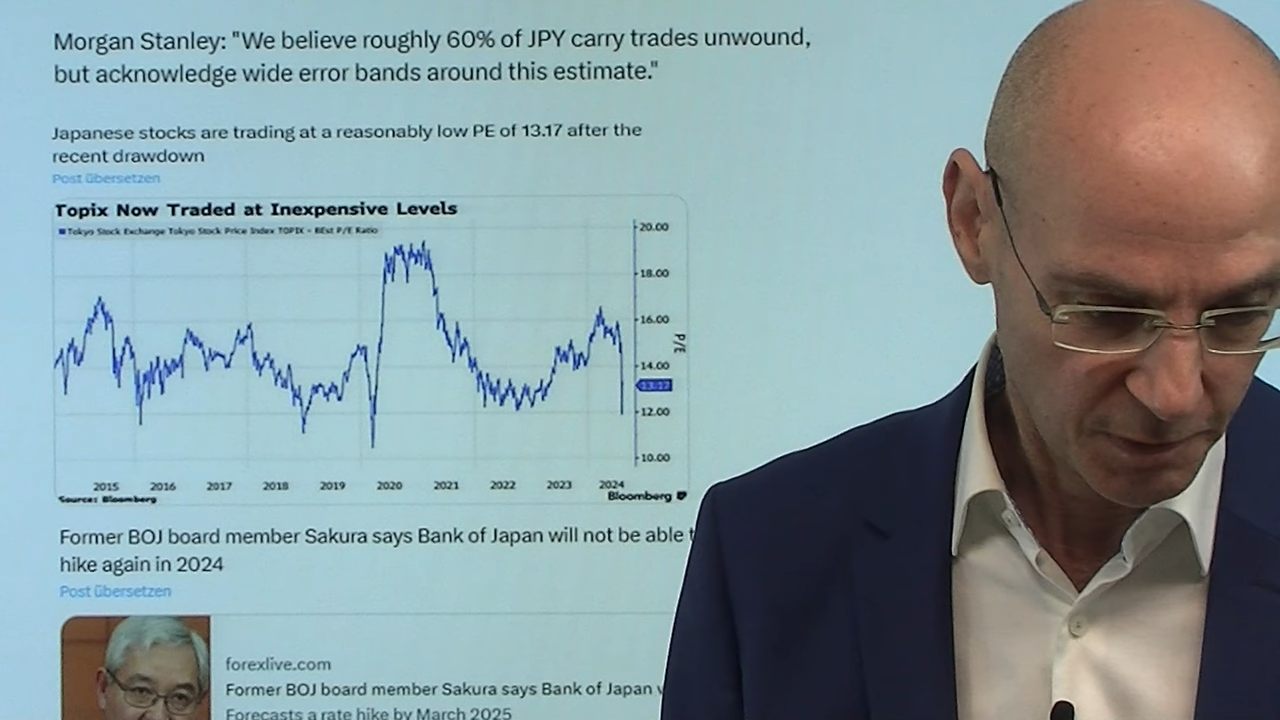 Morgan Stanley: "We believe roughly 60% of JPY carry trades unwound,
but acknowledge wide error bands around this estimate."
Japanese stocks are trading at a reasonably low PE of 13.17 after the
recent drawdown
Post übersetzen
Topix Now Traded at Inexpensive Levels
Tokyo Stock Exchange Tokyo Stock Price Index TOPIX - BEst P/E Ratio
20.00
18.00
16.00
P/E
14.00
13.17
12.00
10.00
2015 2016 2017 2018 2019 2020 2021 2022 2023 2024
Source: Bloomberg
Bloomberg
Former BOJ board member Sakura says Bank of Japan will not be able
hike again in 2024
Post übersetzen
forexlive.com
Former BOJ board member Sakura says Bank of Japan
Forecasts a rate hike by March 2025